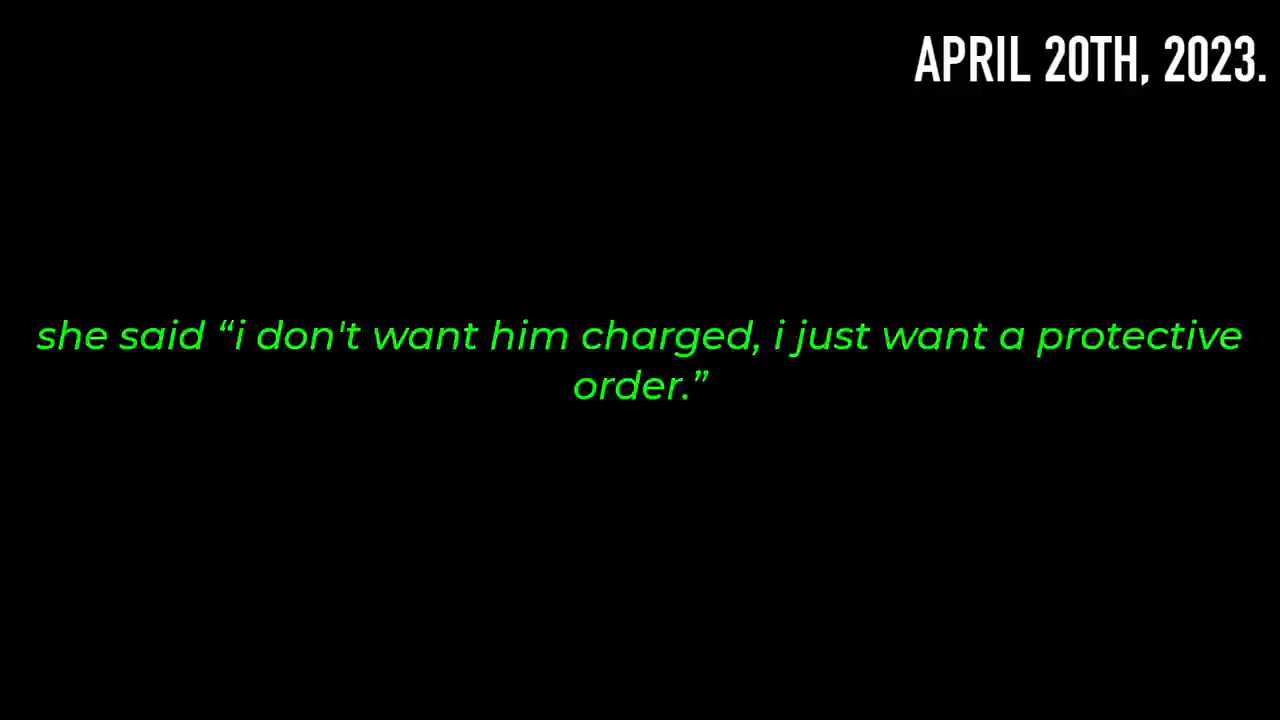 APRIL 20TH, 2023.
she said “i don't want him charged, i just want a protective
order.”